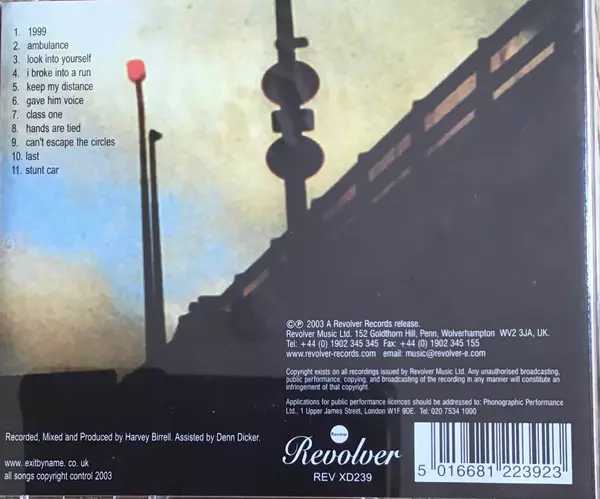 1. 1999
2. ambulance
3. look into yourself
4. i broke into a run
5. keep my distance
6. gave him voice
7. class one
8. hands are tied
9. can't escape the circles
10. last
11. stunt car
©℗ 2003 A Revolver Records release.
Revolver Music Ltd. 152 Goldthorn Hill, Penn, Wolverhampton WV2 3JA, UK.
Tel: +44 (0) 1902 345 345 Fax: +44 (0) 1902 345 155
www.revolver-records.com email: music@revolver-e.com
Copyright exists on all recordings issued by Revolver Music Ltd. Any unauthorised broadcasting,
public performance, copying, and broadcasting of the recording in any manner will constitute an
infringement of that copyright.
Applications for public performance licences should be addressed to: Phonographic Performance
Ltd., 1 Upper James Street, London W1F 9DE. Tel: 020 7534 1000
Recorded, Mixed and Produced by Harvey Birrell. Assisted by Denn Dicker.
www.exitbyname. co. uk
all songs copyright control 2003
Revolver
REV XD239
5 016681 223923